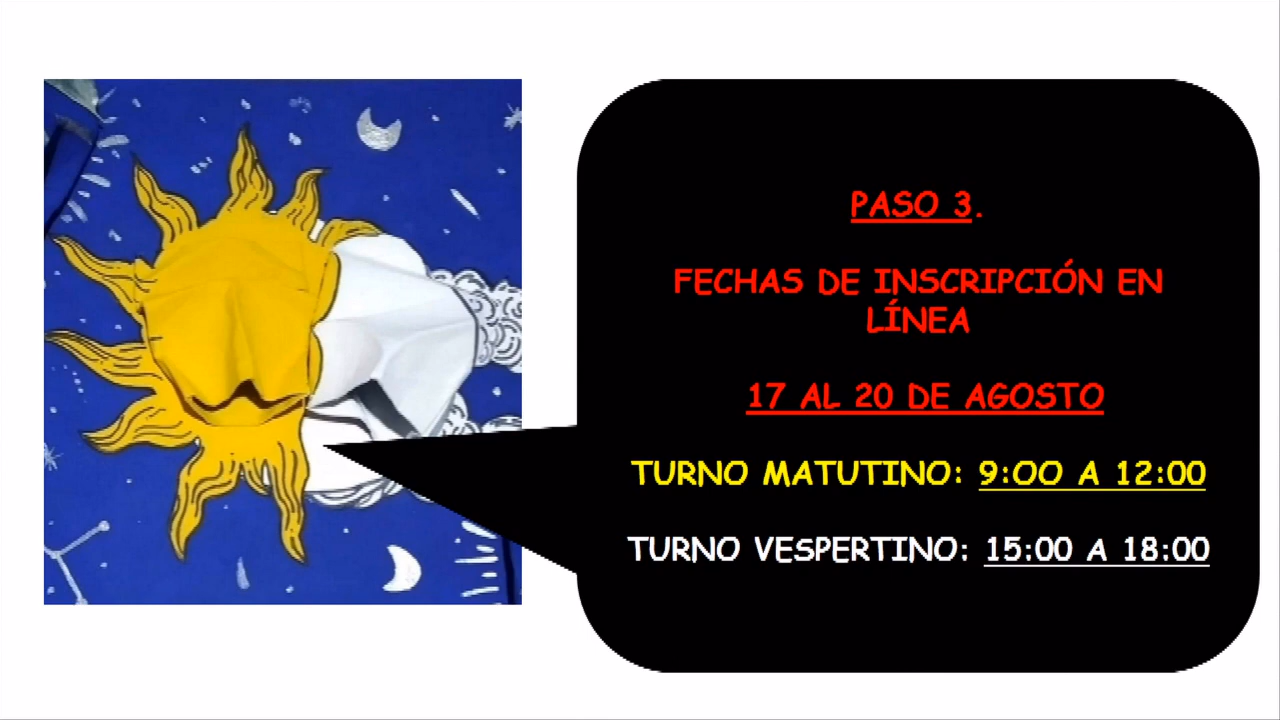 PASO 3.
FECHAS DE INSCRIPCIÓN EN
LÍNEA
17 AL 20 DE AGOSTO
TURNO MATUTINO: 9:OO A 12:00
TURNO VESPERTINO: 15:00 A 18:00